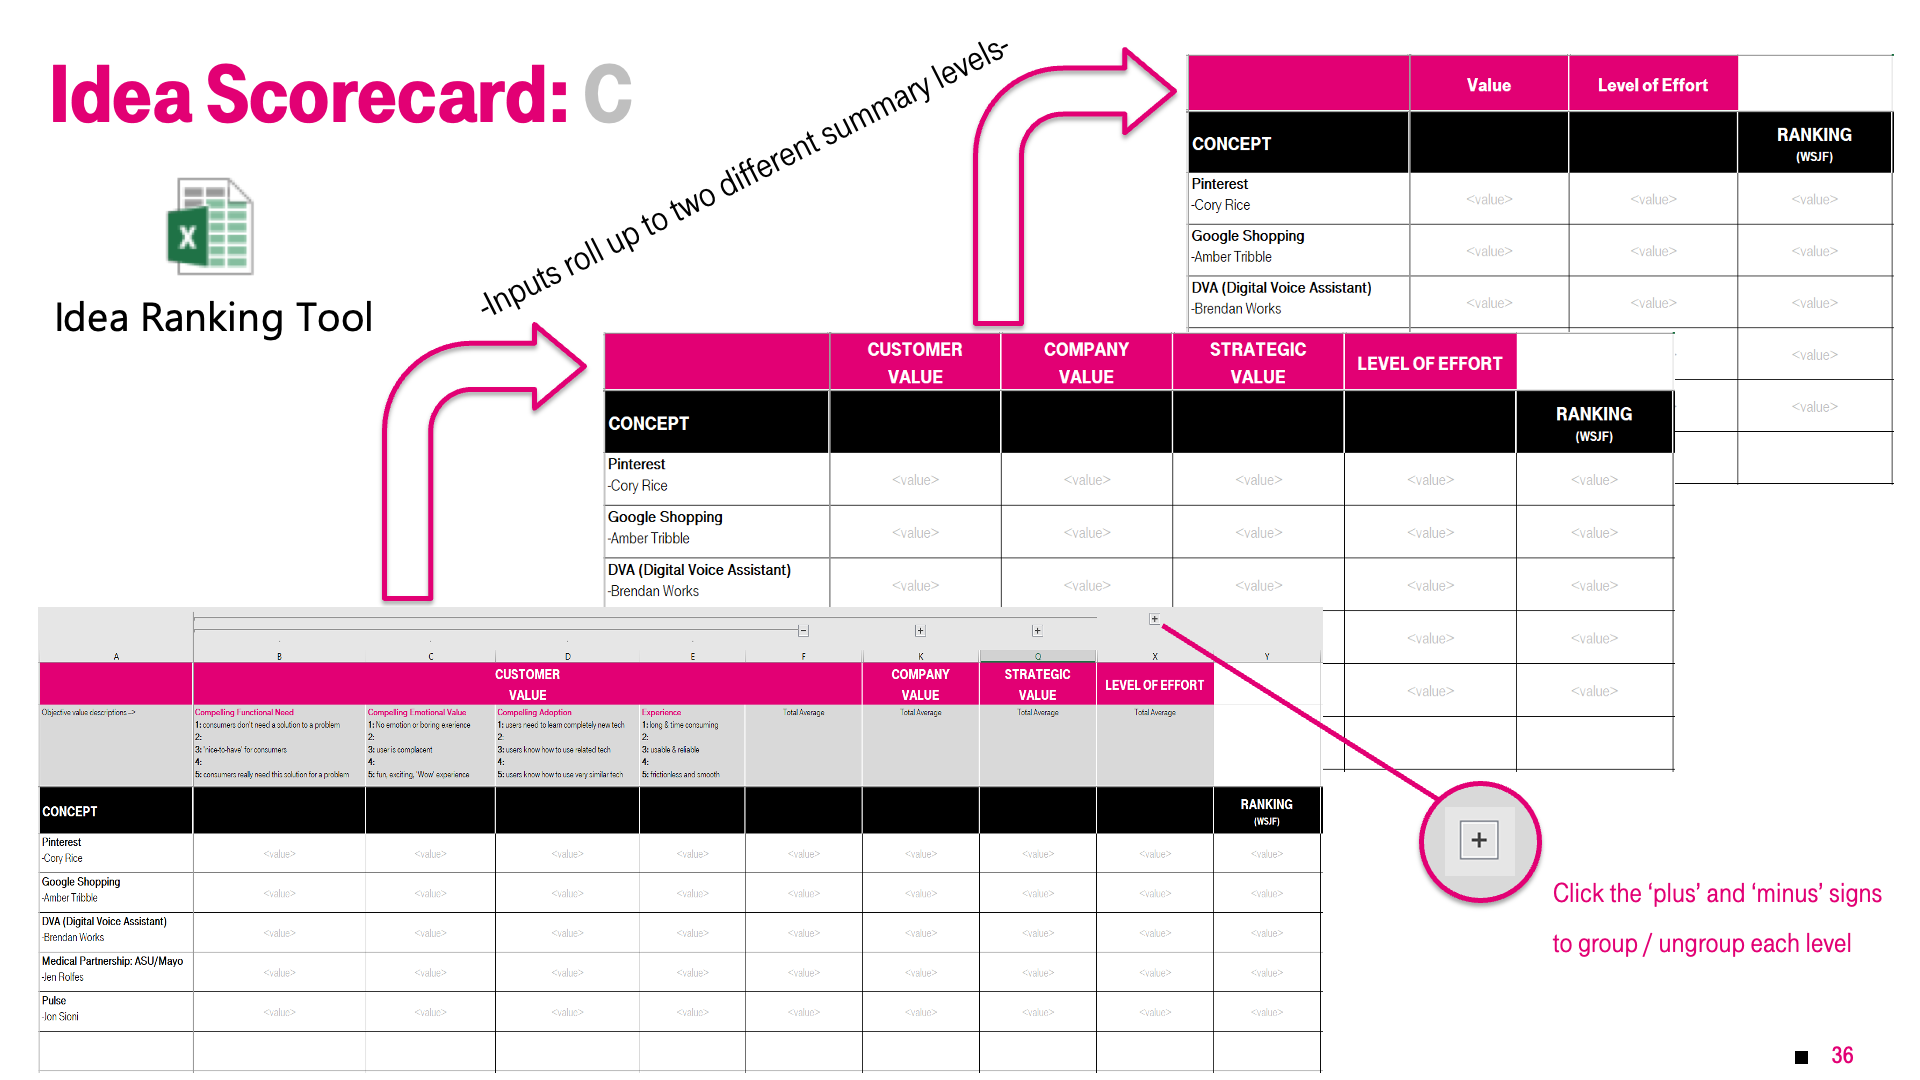 Idea Scorecard: C
Idea Ranking Tool
-Inputs roll up to two different summary levels-
Value Level of Effort
CONCEPT RANKING
(WSJF)
Pinterest
-Cory Rice <value> <value> <value>
Google Shopping
-Amber Tribble <value> <value> <value>
DVA (Digital Voice Assistant)
-Brendan Works <value> <value> <value>
<value>
<value>
CUSTOMER VALUE COMPANY VALUE STRATEGIC VALUE LEVEL OF EFFORT
CONCEPT RANKING
(WSJF)
Pinterest
-Cory Rice <value> <value> <value> <value> <value>
Google Shopping
-Amber Tribble <value> <value> <value> <value> <value>
DVA (Digital Voice Assistant)
-Brendan Works <value> <value> <value> <value> <value>
<value> <value>
<value> <value>
A B C D E F K Q X Y
CUSTOMER VALUE COMPANY VALUE STRATEGIC VALUE LEVEL OF EFFORT
Objective value descriptions -->
Compelling Functional Need
1: consumers don't need a solution to a problem
2:
3: 'nice-to-have' for consumers
4:
5: consumers really need this solution for a problem
Compelling Emotional Value
1: No emotion or boring exerience
2:
3: user is complacent
4:
5: fun, exciting, 'Wow' experience
Compelling Adoption
1: users need to learn completely new tech
2:
3: users know how to use related tech
4:
5: users know how to use very similar tech
Experience
1: long & time consuming
2:
3: usable & reliable
4:
5: frictionless and smooth
Total Average Total Average Total Average Total Average
CONCEPT RANKING
(WSJF)
Pinterest
-Cory Rice <value> <value> <value> <value> <value> <value> <value> <value> <value>
Google Shopping
-Amber Tribble <value> <value> <value> <value> <value> <value> <value> <value> <value>
DVA (Digital Voice Assistant)
-Brendan Works <value> <value> <value> <value> <value> <value> <value> <value> <value>
Medical Partnership: ASU/Mayo
-Jen Rolfes <value> <value> <value> <value> <value> <value> <value> <value> <value>
Pulse
-Jon Sioni <value> <value> <value> <value> <value> <value> <value> <value> <value>
Click the ‘plus’ and ‘minus’ signs
to group / ungroup each level
36